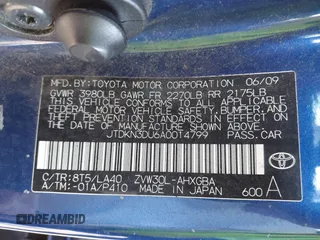 MFD.BY:TOYOTA MOTOR CORPORATION 06/09
GVWR 3980LB GAWR FR 2270LB RR 2175LB
THIS VEHICLE CONFORMS TO ALL APPLICABLE
FEDERAL MOTOR VEHICLE SAFETY, BUMPER, AND
THEFT PREVENTION STANDARDS IN EFFECT ON
THE DATE OF MANUFACTURE SHOWN ABOVE.
JTDKN3DU6A0014799 PASS.CAR
TOYOTA
C/TR:8T5/LA40 ZVW30L-AHXGBA
A/TM:-01A/P410 MADE IN JAPAN 600 A
DREAMBID